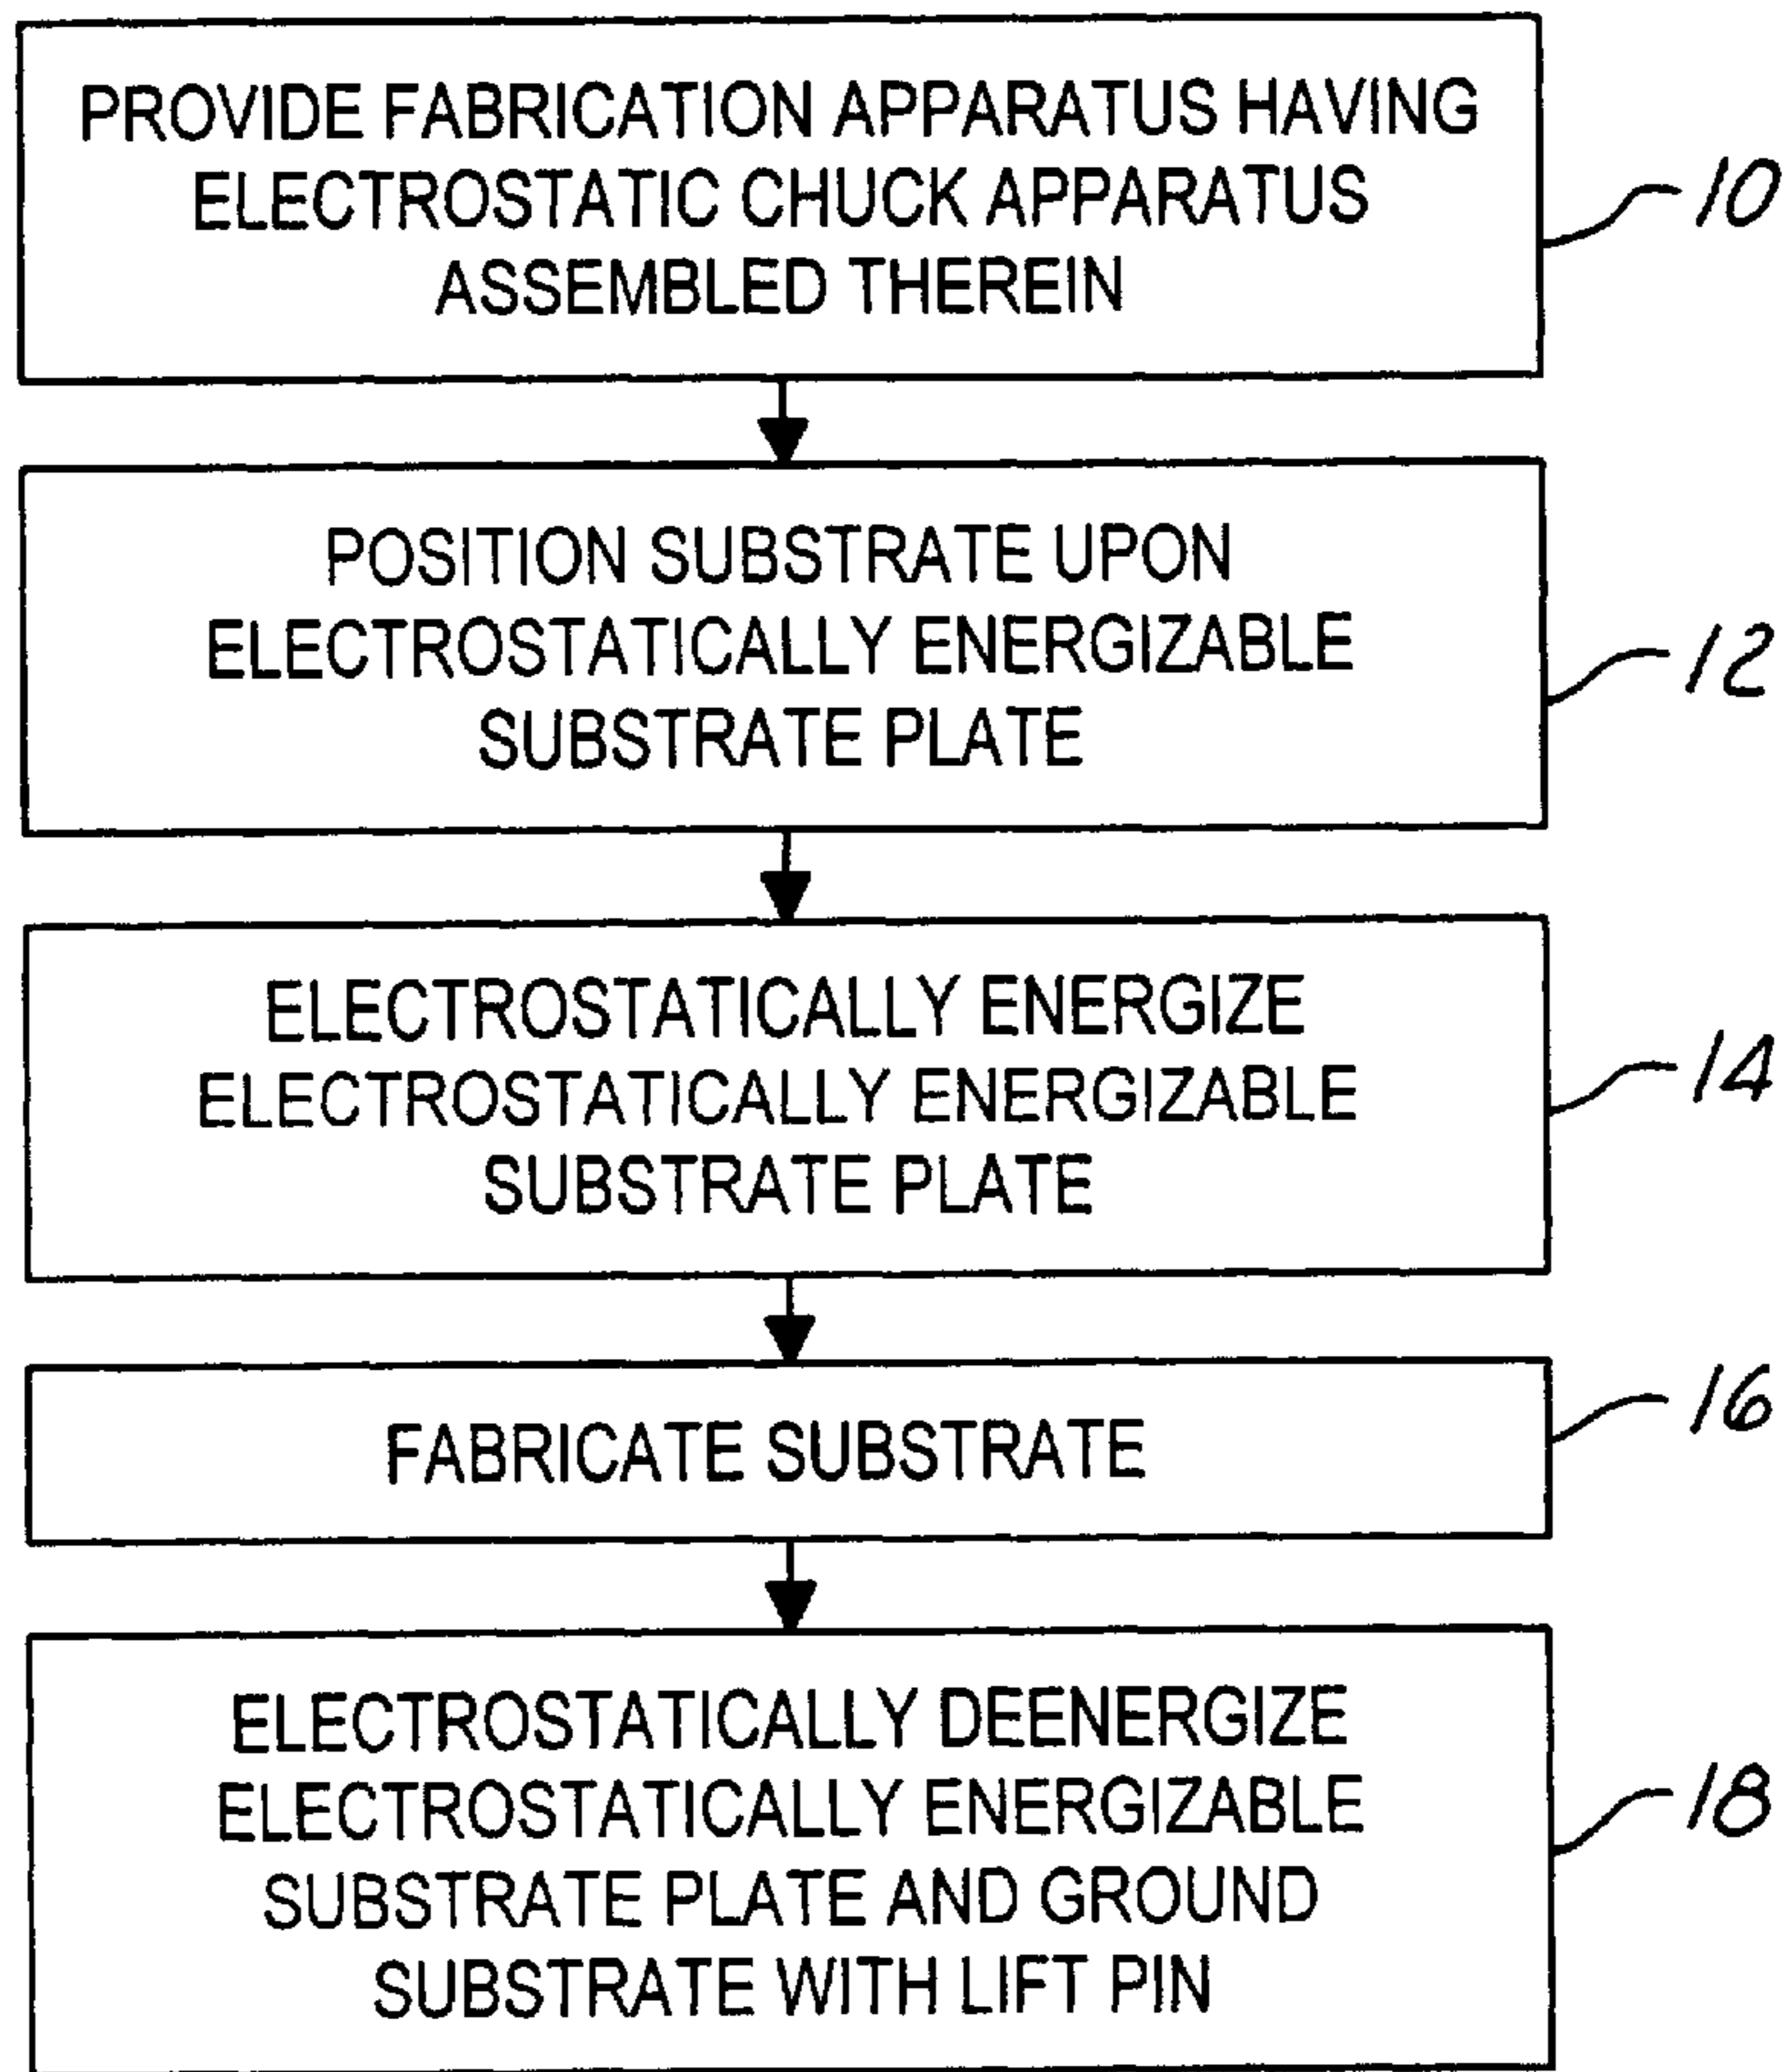 PROVIDE FABRICATION APPARATUS HAVING
ELECTROSTATIC CHUCK APPARATUS
ASSEMBLED THEREIN
10
POSITION SUBSTRATE UPON
ELECTROSTATICALLY ENERGIZABLE
SUBSTRATE PLATE
12
ELECTROSTATICALLY ENERGIZE
ELECTROSTATICALLY ENERGIZABLE
SUBSTRATE PLATE
14
FABRICATE SUBSTRATE
16
ELECTROSTATICALLY DEENERGIZE
ELECTROSTATICALLY ENERGIZABLE
SUBSTRATE PLATE AND GROUND
SUBSTRATE WITH LIFT PIN
18